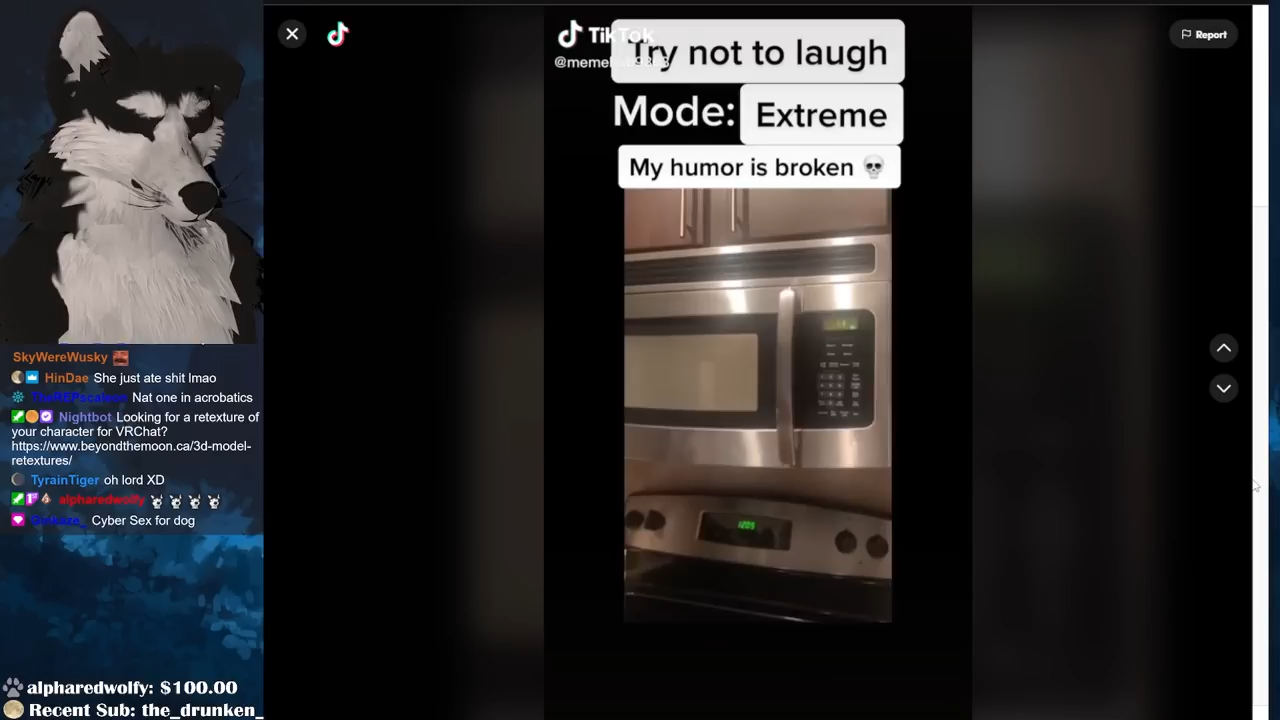 TikTok
Try not to laugh
Mode: Extreme
My humor is broken 💀
Report
SkyWereWusky
HinDae She just ate shit lmao
Nat one in acrobatics
Nightbot Looking for a retexture of
your character for VRChat?
https://www.beyondthemoon.ca/3d-model-
retextures/
TyrainTiger oh lord XD
alpharedwolfy
Cyber Sex for dog
alpharedwolfy: $100.00
Recent Sub: the_drunken_